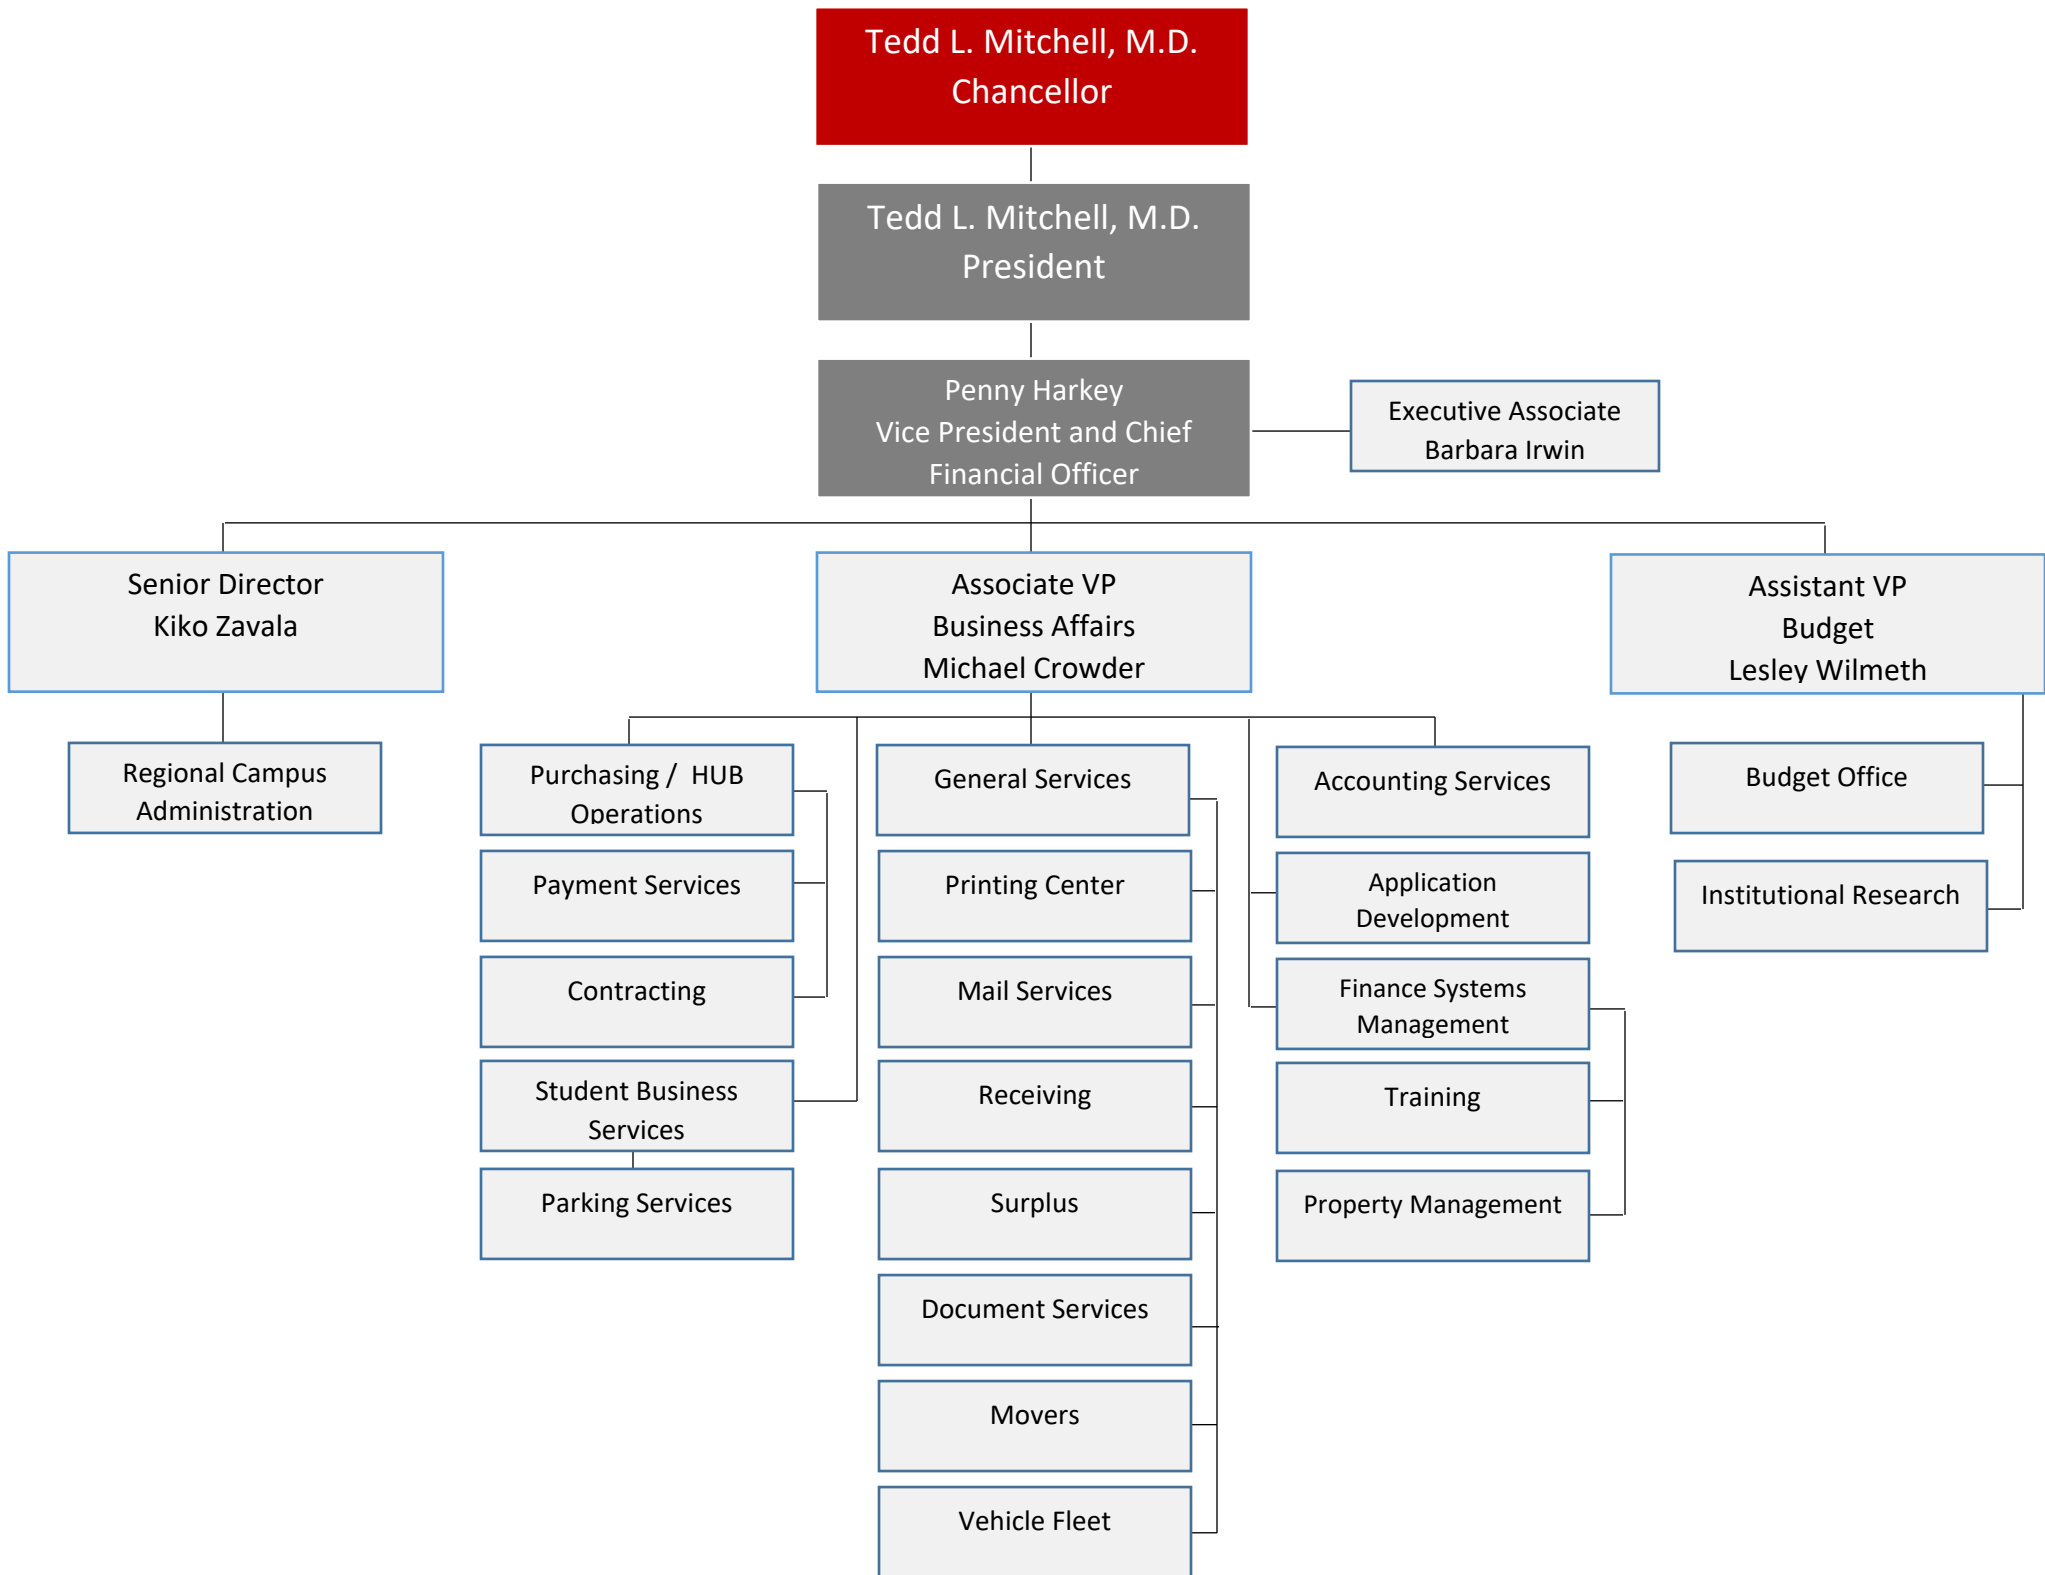 Tedd L. Mitchell, M.D.
Chancellor
Tedd L. Mitchell, M.D.
President
Penny Harkey
Vice President and Chief
Financial Officer
Executive Associate
Barbara Irwin
Senior Director
Kiko Zavala
Associate VP
Business Affairs
Michael Crowder
Assistant VP
Budget
Lesley Wilmeth
Regional Campus
Administration
Purchasing / HUB
Operations
Payment Services
Contracting
Student Business
Services
Parking Services
General Services
Printing Center
Mail Services
Receiving
Surplus
Document Services
Movers
Vehicle Fleet
Accounting Services
Application
Development
Finance Systems
Management
Training
Property Management
Budget Office
Institutional Research